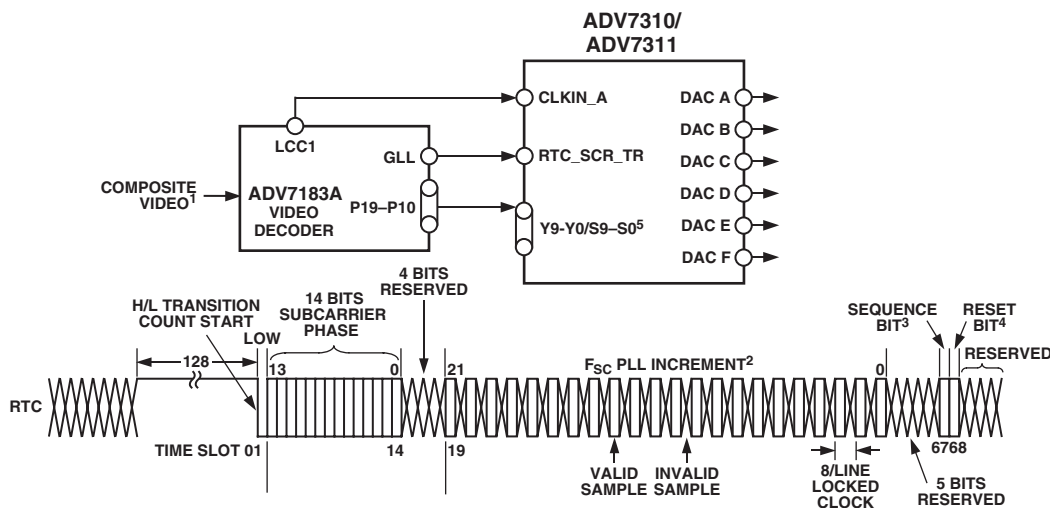 ADV7310/
ADV7311
CLKIN_A
DAC A
DAC B
LCC1
GLL
RTC_SCR_TR
DAC C
COMPOSITE
VIDEO1
ADV7183A
VIDEO
DECODER
P19–P10
DAC D
Y9-Y0/S9–S05
DAC E
DAC F
4 BITS
RESERVED
H/L TRANSITION
COUNT START
14 BITS
SUBCARRIER
PHASE
SEQUENCE
BIT3
RESET
BIT4
LOW
128
13
0
21
FSC PLL INCREMENT2
0
RESERVED
RTC
TIME SLOT 01
14
19
6768
VALID
SAMPLE
INVALID
SAMPLE
8/LINE
LOCKED
CLOCK
5 BITS
RESERVED